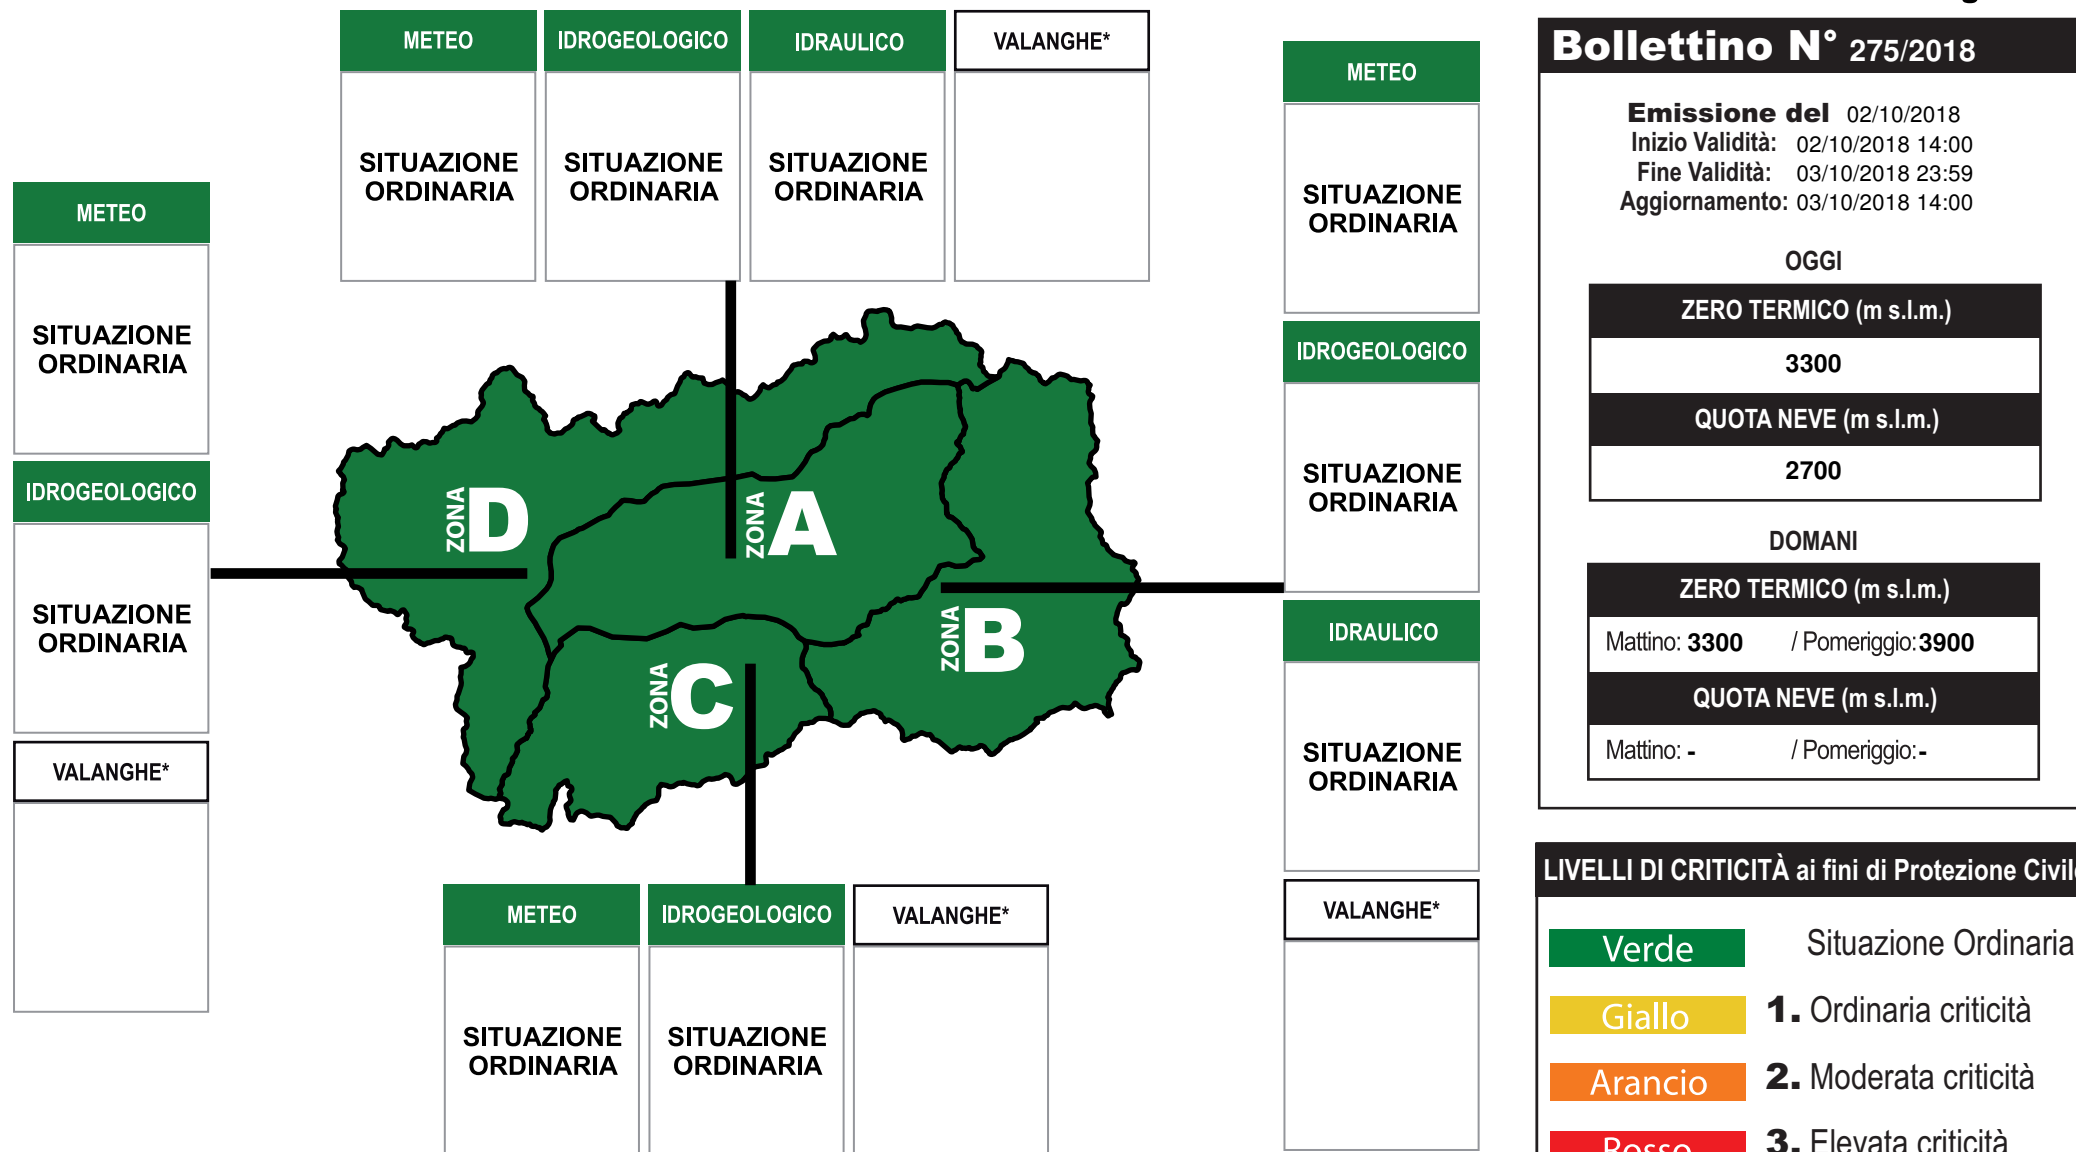 METEO IDROGEOLOGICO IDRAULICO VALANGHE*
SITUAZIONE ORDINARIA
SITUAZIONE ORDINARIA
SITUAZIONE ORDINARIA
METEO
SITUAZIONE
ORDINARIA
IDROGEOLOGICO
SITUAZIONE
ORDINARIA
VALANGHE*
ZONA D
ZONA A
ZONA B
ZONA C
METEO
SITUAZIONE
ORDINARIA
IDROGEOLOGICO
SITUAZIONE
ORDINARIA
IDRAULICO
SITUAZIONE
ORDINARIA
VALANGHE*
METEO IDROGEOLOGICO VALANGHE*
SITUAZIONE ORDINARIA
SITUAZIONE ORDINARIA
Bollettino N° 275/2018
Emissione del 02/10/2018
Inizio Validità: 02/10/2018 14:00
Fine Validità: 03/10/2018 23:59
Aggiornamento: 03/10/2018 14:00
OGGI
ZERO TERMICO (m s.l.m.)
3300
QUOTA NEVE (m s.l.m.)
2700
DOMANI
ZERO TERMICO (m s.l.m.)
Mattino: 3300 / Pomeriggio: 3900
QUOTA NEVE (m s.l.m.)
Mattino: - / Pomeriggio: -
LIVELLI DI CRITICITÀ ai fini di Protezione Civile
Verde Situazione Ordinaria
Giallo 1. Ordinaria criticità
Arancio 2. Moderata criticità
Rosso 3. Elevata criticità